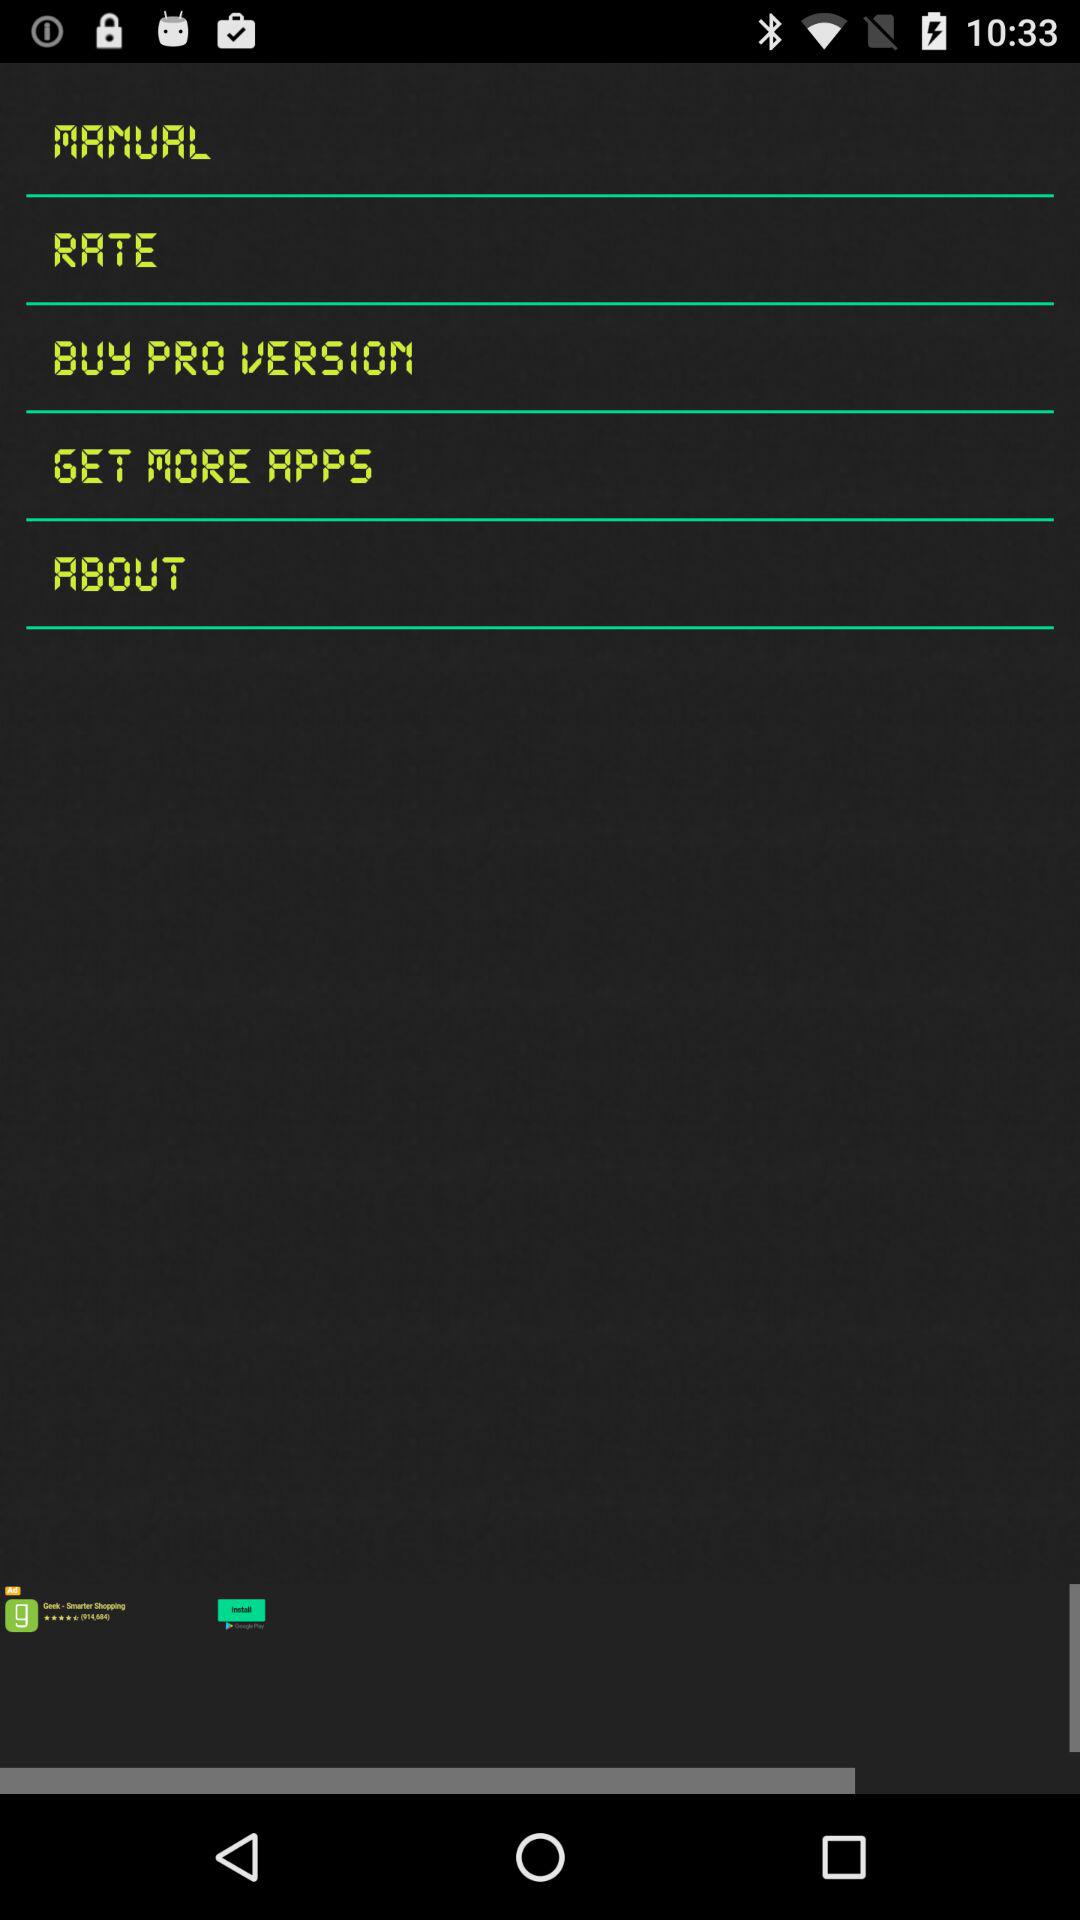 10:33
MANUAL
RATE
BUY PRO VERSION
GET MORE APPS
ABOUT
Ad
Geek - Smarter Shopping
(914,684)
Install
Google Play